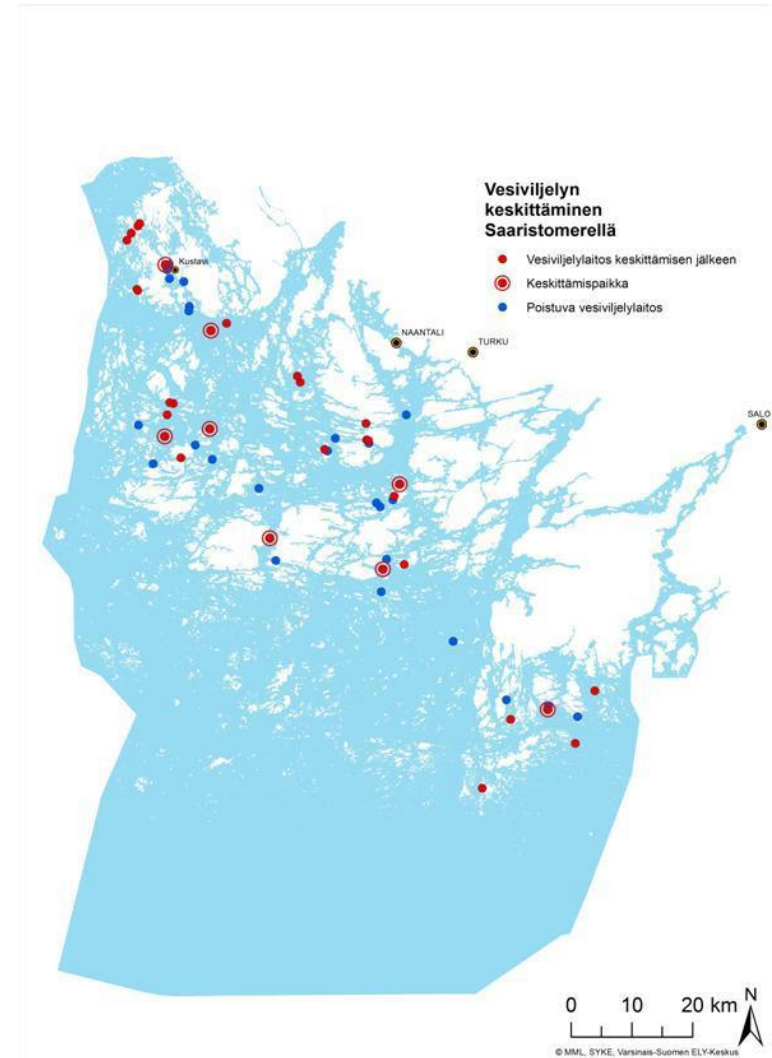 Vesiviljelyn
keskittäminen
Saaristomerellä
Vesiviljelylaitos keskittämisen jälkeen
Keskittämispaikka
Poistuva vesiviljelylaitos
Kustavi
NAANTALI
TURKU
SALO
0 10 20 km
N
© MML, SYKE, Varsinais-Suomen ELY-Keskus